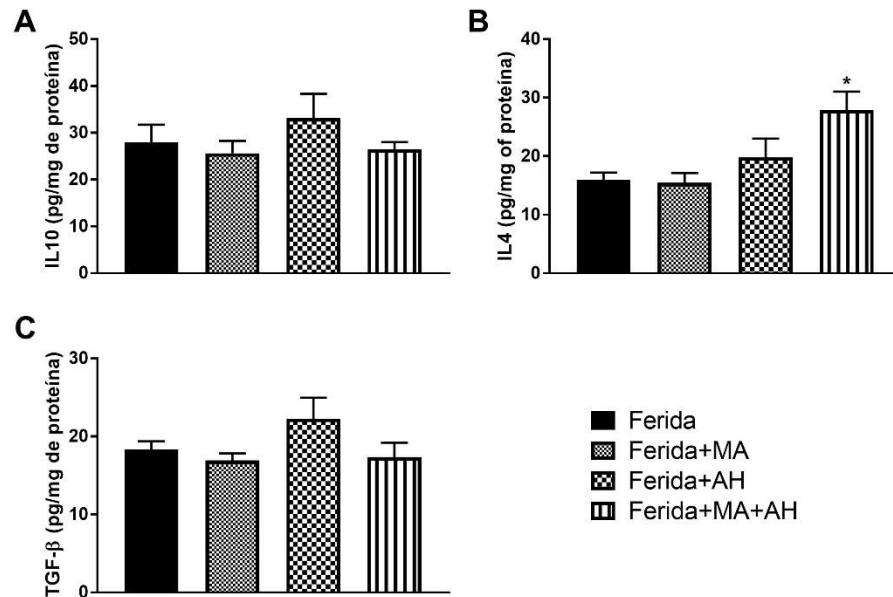 A
IL10 (pg/mg de proteína)
50
40
30
20
10
0
B
IL4 (pg/mg of proteína)
40
30
20
10
0
*
C
TGF-β (pg/mg de proteína)
30
20
10
0
Ferida
Ferida+MA
Ferida+AH
Ferida+MA+AH